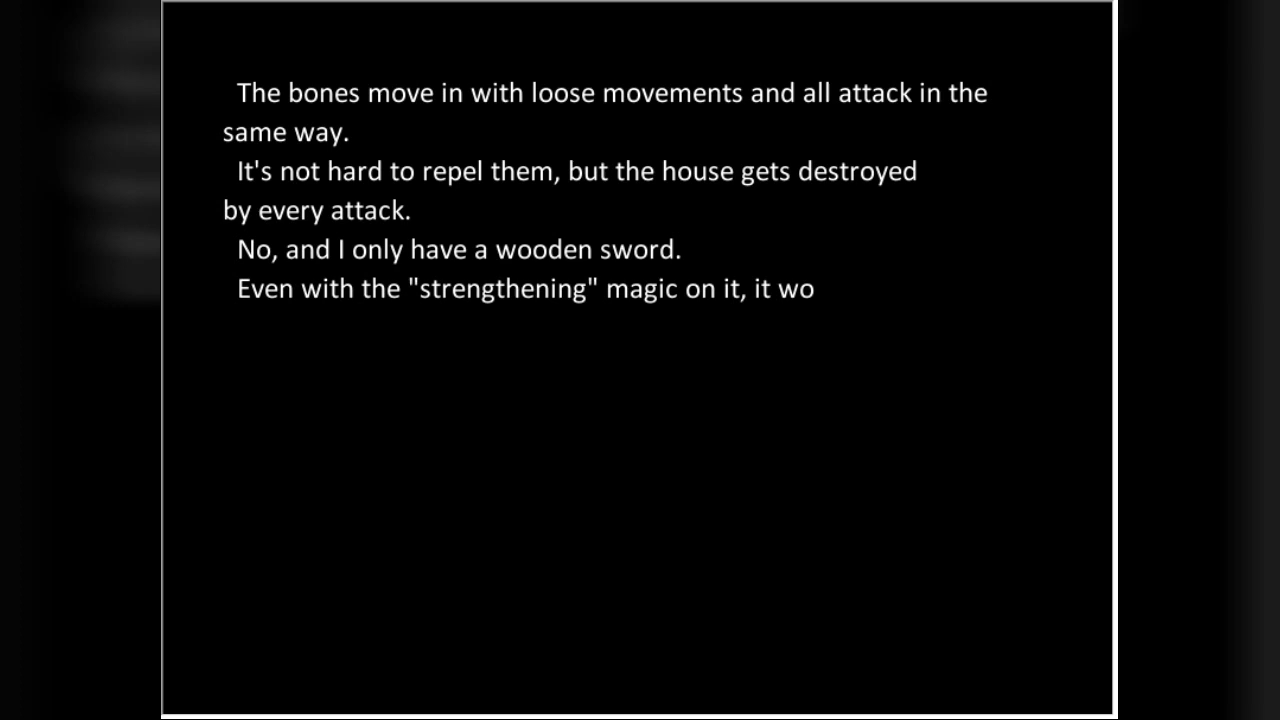 The bones move in with loose movements and all attack in the
same way.
It's not hard to repel them, but the house gets destroyed
by every attack.
No, and I only have a wooden sword.
Even with the "strengthening" magic on it, it wo